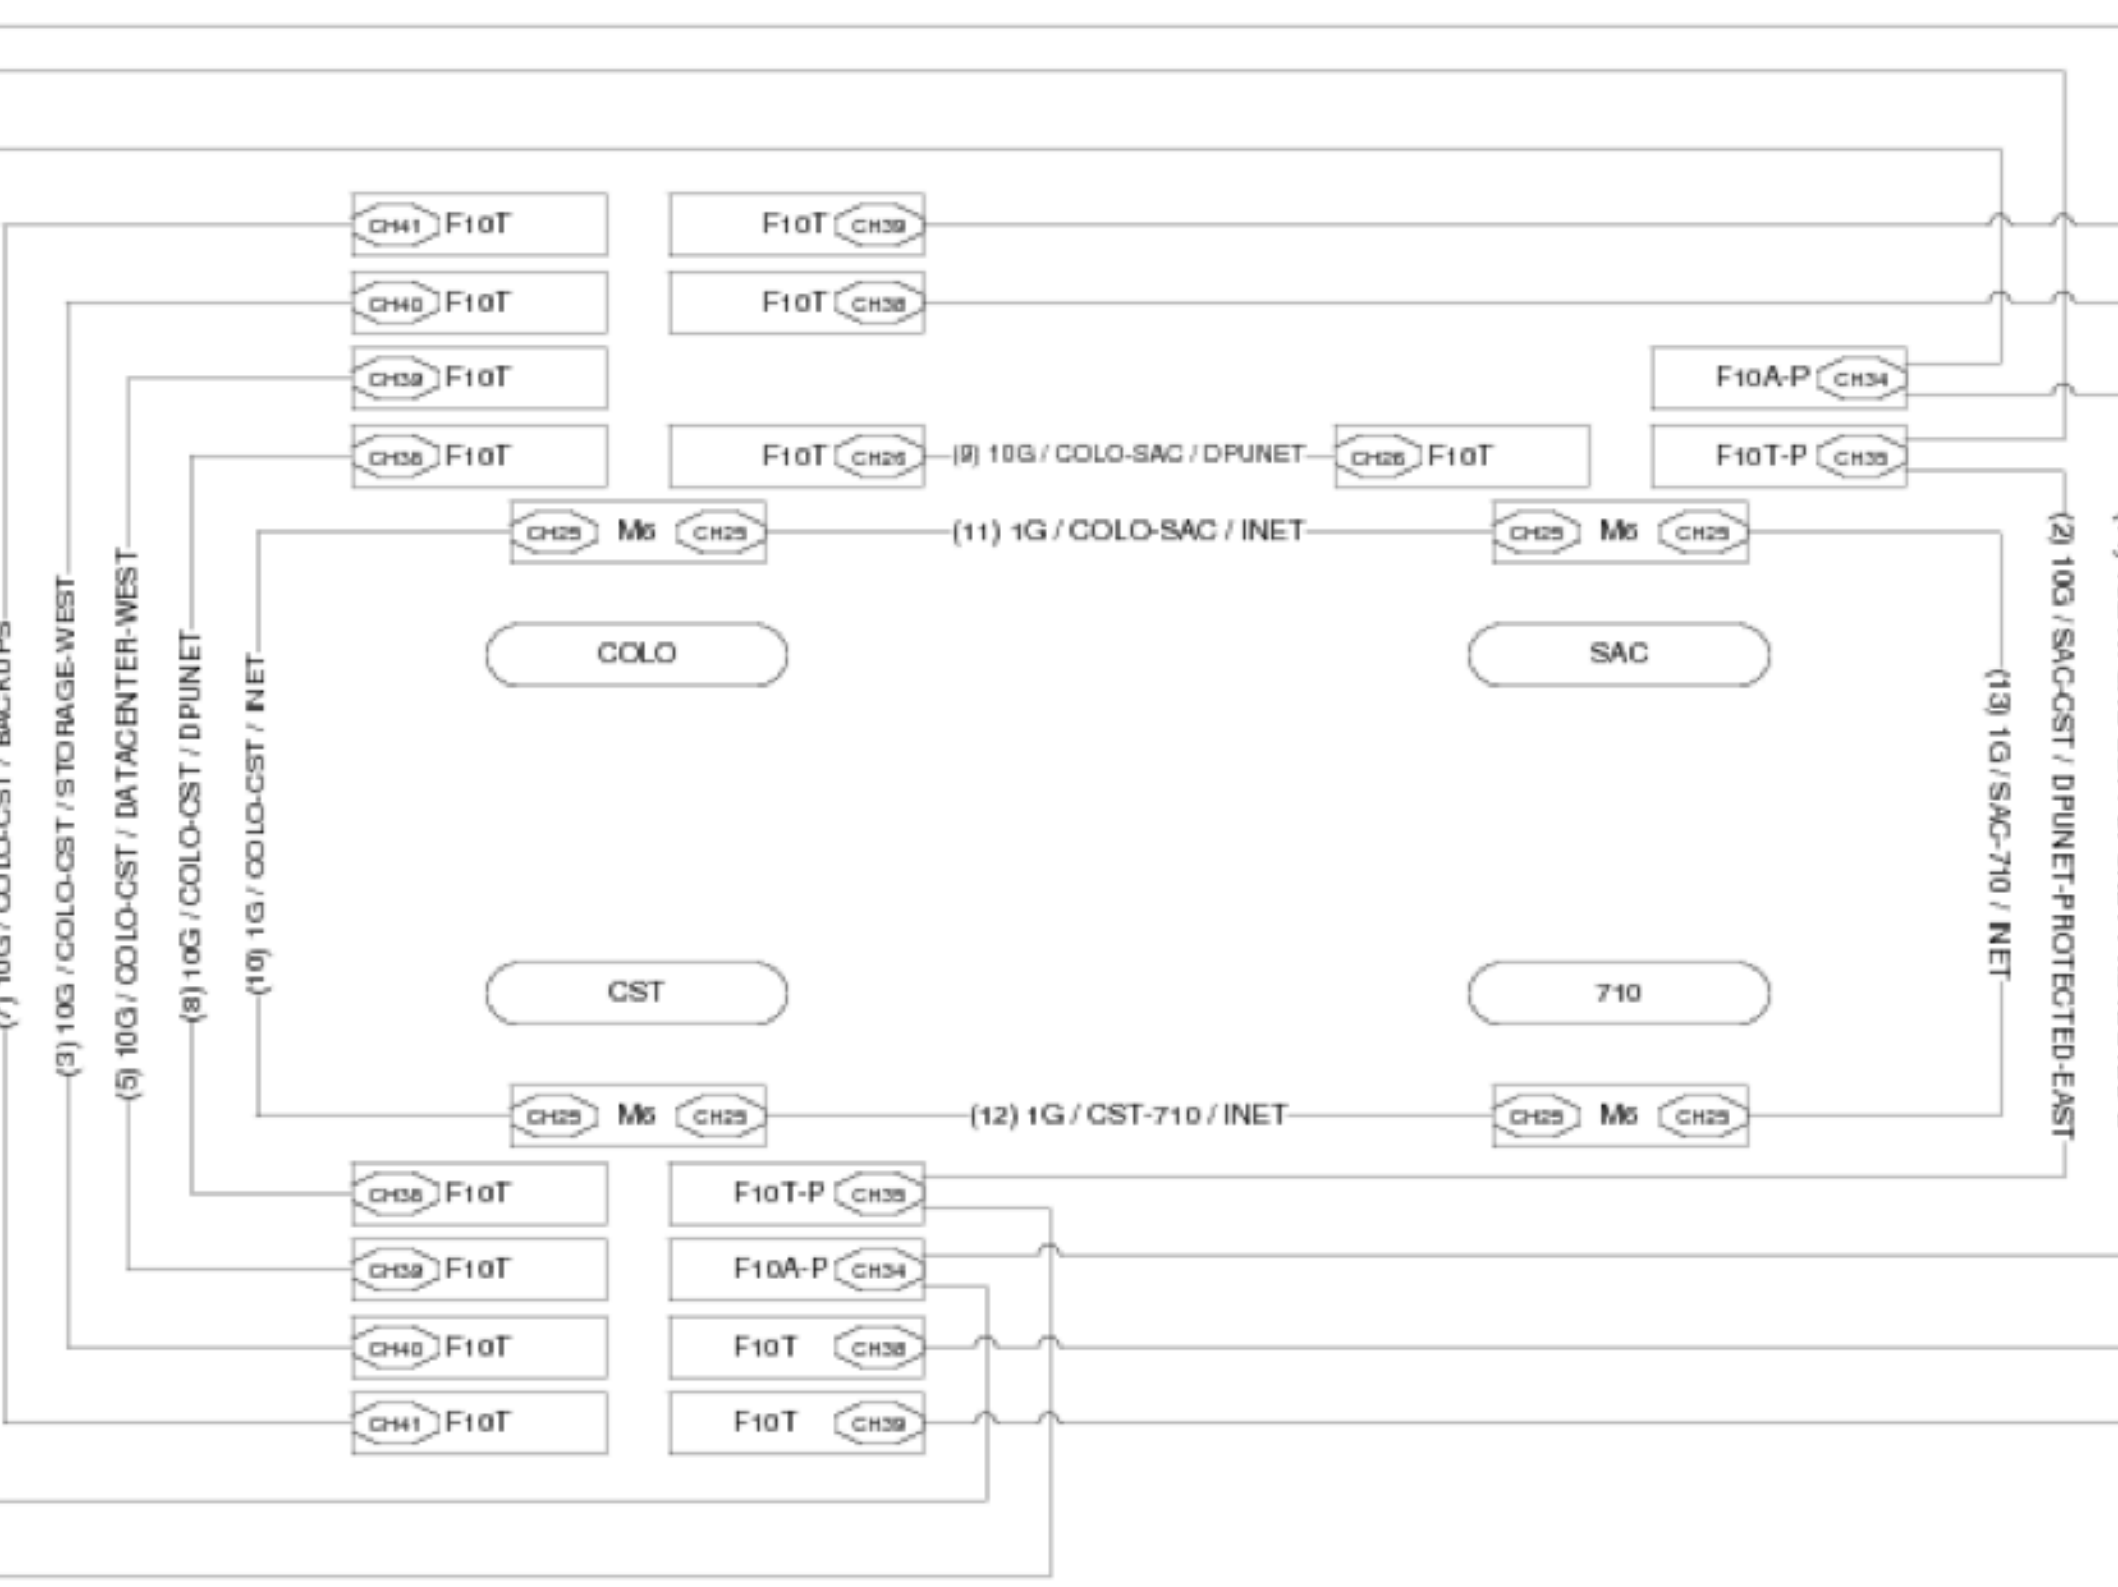 CH41 F10T
F10T CH39
CH40 F10T
F10T CH38
CH39 F10T
F10A-P CH34
CH38 F10T
F10T CH26
(9) 10G / COLO-SAC / DPUNET
CH26 F10T
F10T-P CH35
CH25 M6 CH25
(11) 1G / COLO-SAC / INET
CH25 M6 CH25
COLO
SAC
(3) 10G / COLO-CST / STORAGE-WEST
(5) 10G / COLO-CST / DATACENTER-WEST
(8) 10G / COLO-CST / DPUNET
(10) 1G / COLO-CST / INET
(13) 1G / SAC-710 / INET
(2) 10G / SAC-CST / DPUNET-PROTECTED-EAST
CST
710
CH25 M6 CH25
(12) 1G / CST-710 / INET
CH25 M6 CH25
CH38 F10T
F10T-P CH35
CH39 F10T
F10A-P CH34
CH40 F10T
F10T CH38
CH41 F10T
F10T CH39